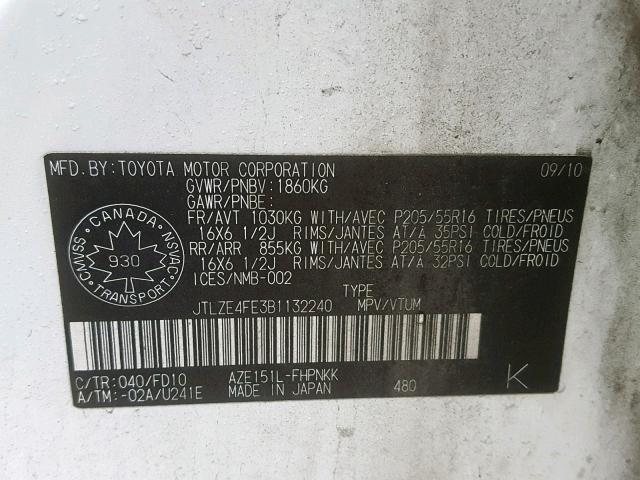 MFD. BY: TOYOTA MOTOR CORPORATION 09/10
GVWR/PNBV: 1860KG
GAWR/PNBE:
FR/AVT 1030KG WITH/AVEC P205/55R16 TIRES/PNEUS
16X6 1/2J RIMS/JANTES AT/A 35PSI COLD/FROID
RR/ARR 855KG WITH/AVEC P205/55R16 TIRES/PNEUS
16X6 1/2J RIMS/JANTES AT/A 32PSI COLD/FROID
ICES/NMB-002
CANADA
CMVSS
NSVAC
930
TRANSPORT
TYPE
JTLZE4FE3B1132240 MPV/VTUM
C/TR: 040/FD10 AZE151L-FHPNKK
A/TM: -02A/U241E MADE IN JAPAN 480 K